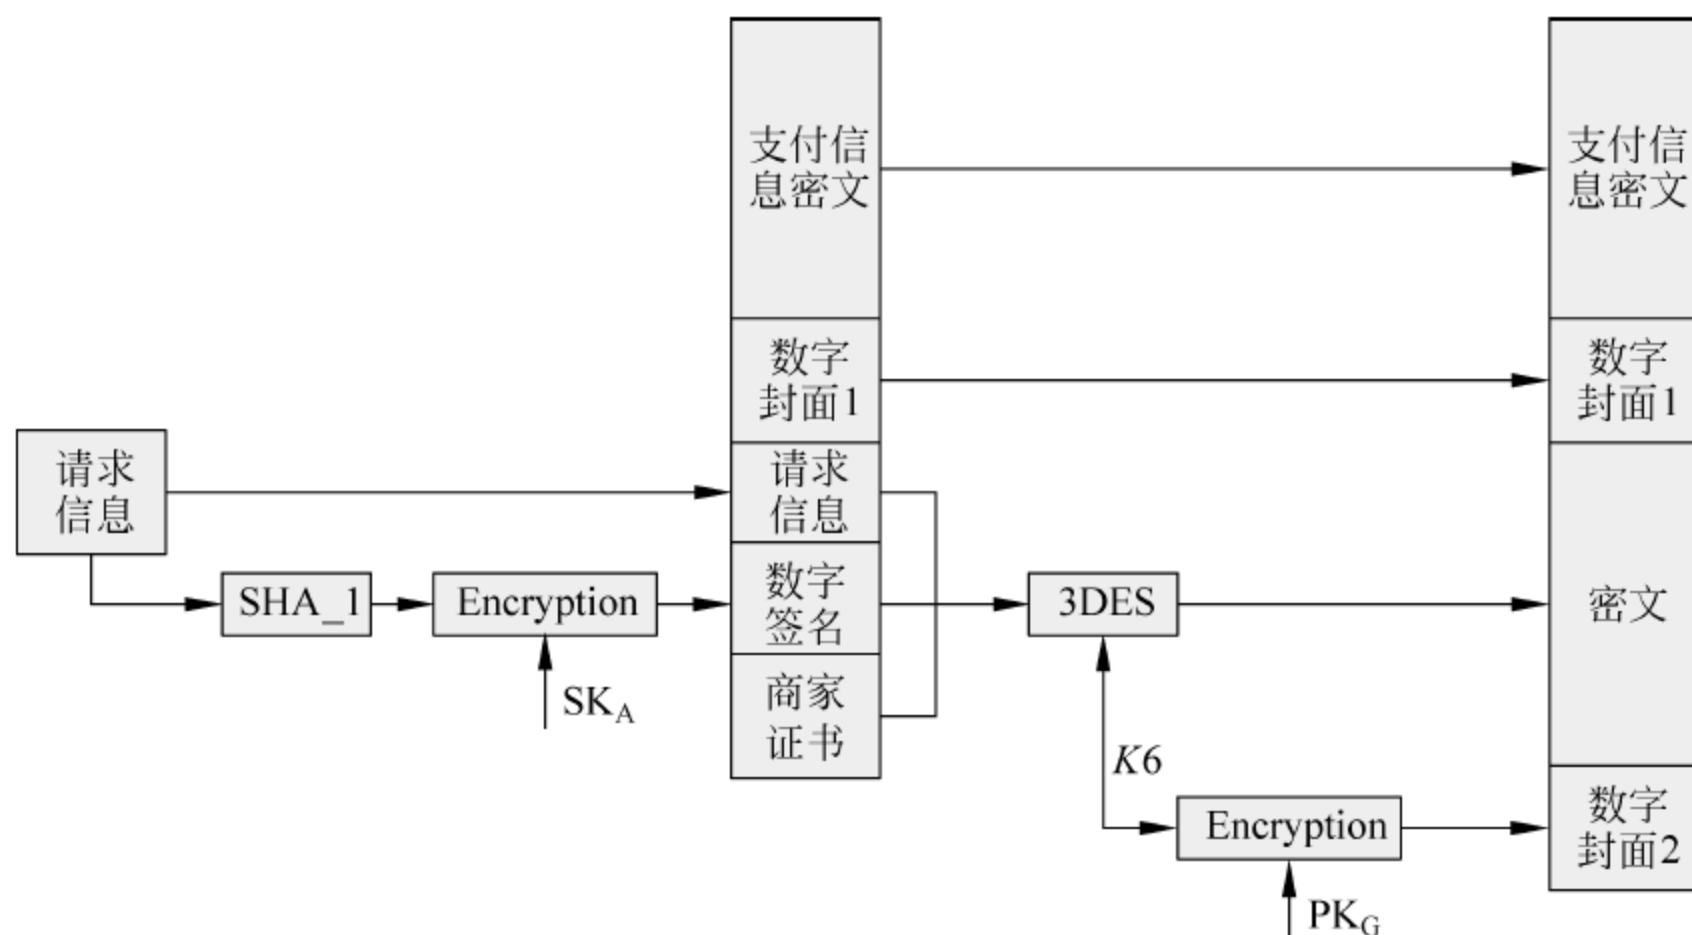 支付信
息密文
支付信
息密文
数字
封面1
数字
封面1
请求
信息
请求
信息
SHA_1
Encryption
SK_A
数字
签名
3DES
密文
商家
证书
K6
Encryption
PK_G
数字
封面2